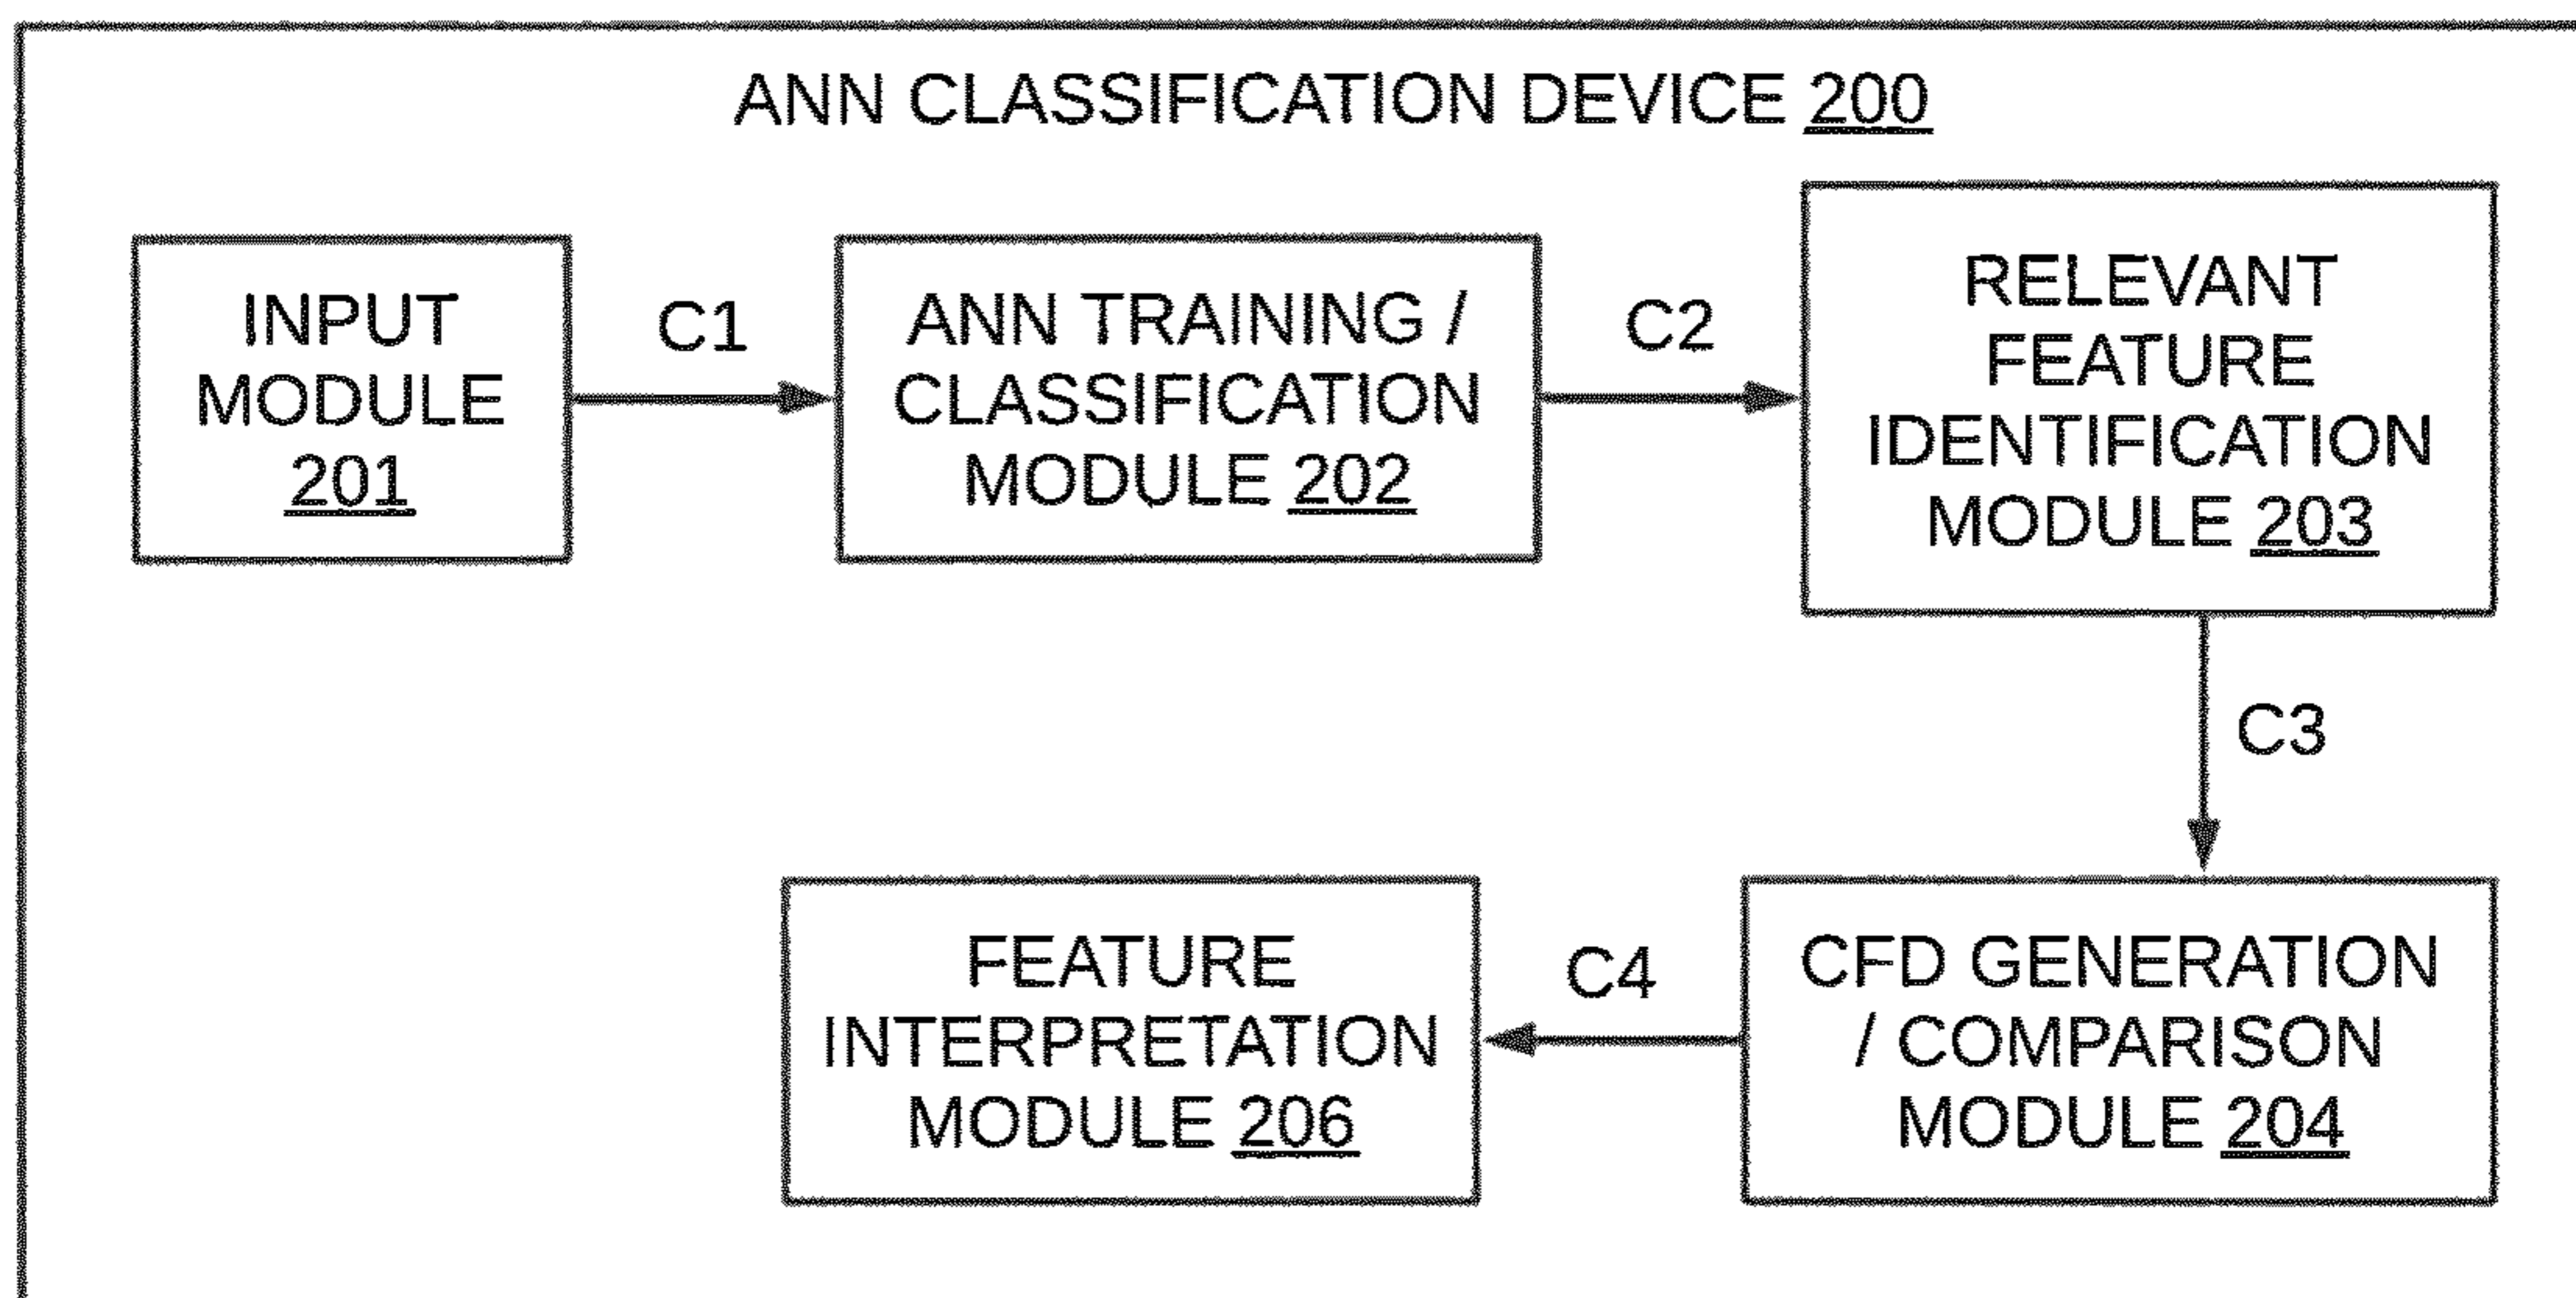 ANN CLASSIFICATION DEVICE 200
INPUT
MODULE
201
C1
ANN TRAINING /
CLASSIFICATION
MODULE 202
C2
RELEVANT
FEATURE
IDENTIFICATION
MODULE 203
C3
CFD GENERATION
/ COMPARISON
MODULE 204
C4
FEATURE
INTERPRETATION
MODULE 206